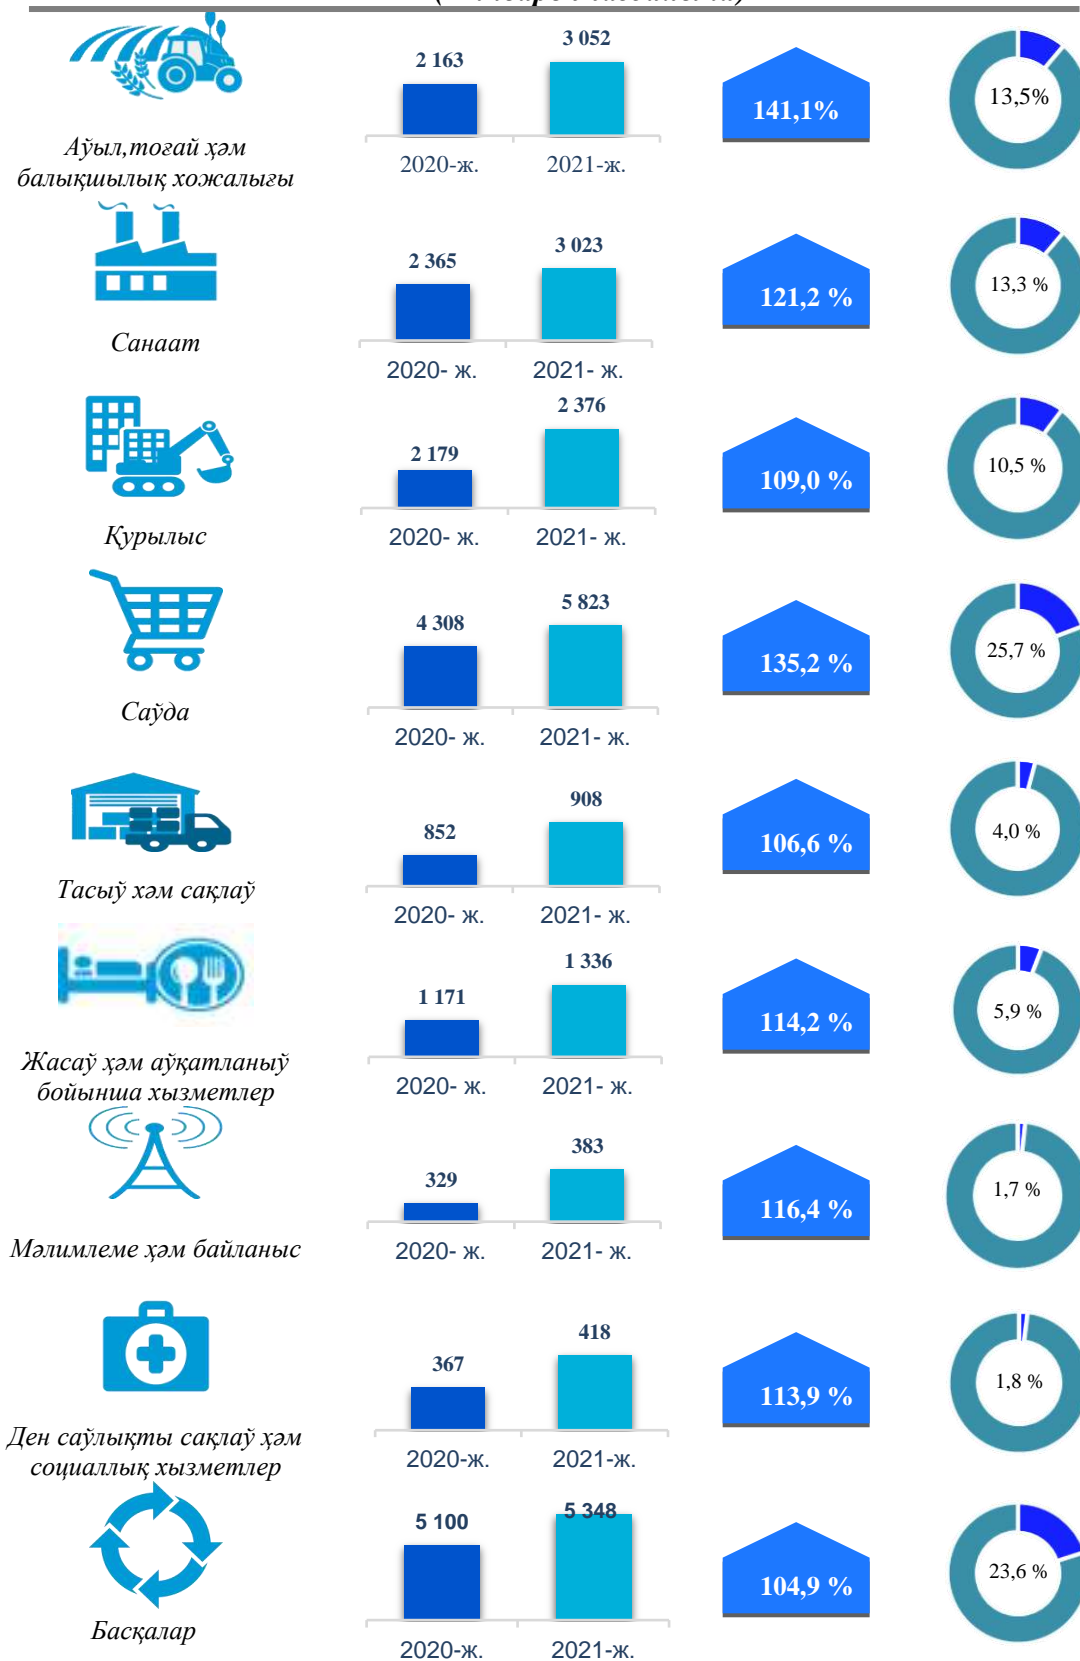 2 163
3 052
141,1%
13,5%
2020-ж.
2021-ж.
Аўыл,тоғай ҳәм
балықшылық хожалығы
2 365
3 023
121,2 %
13,3 %
Санаат
2020- ж.
2021- ж.
2 179
2 376
109,0 %
10,5 %
Қурылыс
2020- ж.
2021- ж.
4 308
5 823
135,2 %
25,7 %
Саўда
2020- ж.
2021- ж.
852
908
106,6 %
4,0 %
Тасыў ҳәм сақлаў
2020- ж.
2021- ж.
1 171
1 336
114,2 %
5,9 %
Жасаў ҳәм аўқатланыў
бойынша хызметлер
2020- ж.
2021- ж.
329
383
116,4 %
1,7 %
Мәлимлеме ҳәм байланыс
2020- ж.
2021- ж.
367
418
113,9 %
1,8 %
Ден саўлықты сақлаў ҳәм
социаллық хызметлер
2020-ж.
2021-ж.
5 100
5 348
104,9 %
23,6 %
Басқалар
2020-ж.
2021-ж.